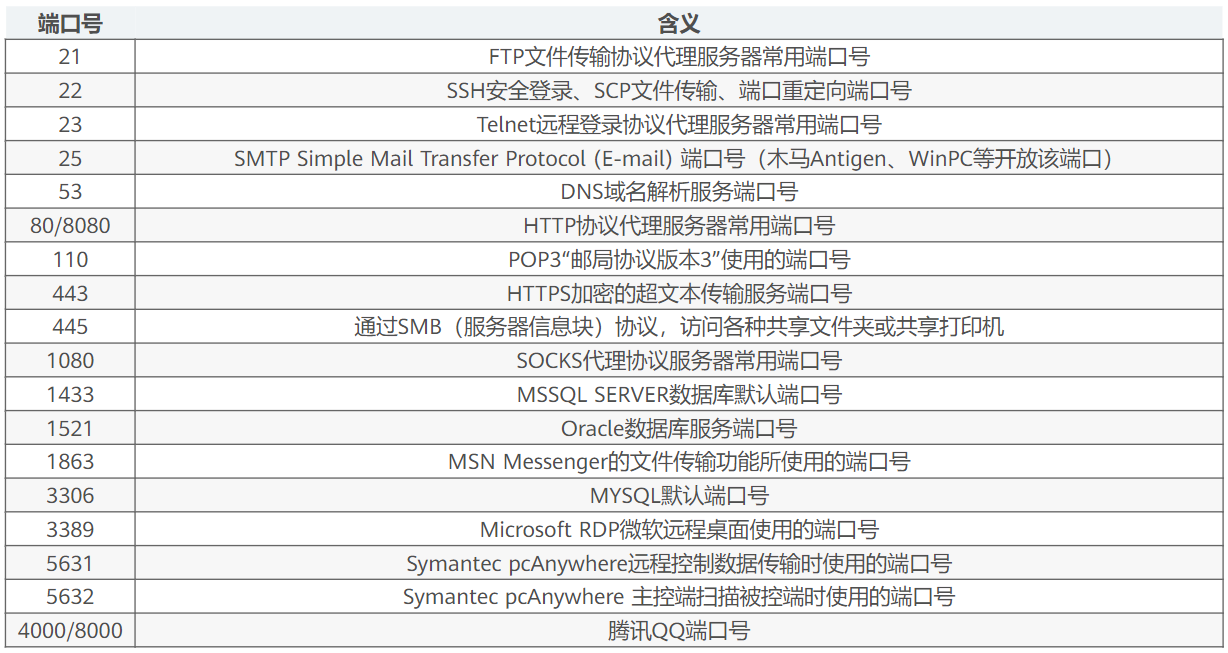 端口号 含义
21 FTP文件传输协议代理服务器常用端口号
22 SSH安全登录、SCP文件传输、端口重定向端口号
23 Telnet远程登录协议代理服务器常用端口号
25 SMTP Simple Mail Transfer Protocol (E-mail) 端口号（木马Antigen、WinPC等开放该端口）
53 DNS域名解析服务端口号
80/8080 HTTP协议代理服务器常用端口号
110 POP3“邮局协议版本3”使用的端口号
443 HTTPS加密的超文本传输服务端口号
445 通过SMB（服务器信息块）协议，访问各种共享文件夹或共享打印机
1080 SOCKS代理协议服务器常用端口号
1433 MSSQL SERVER数据库默认端口号
1521 Oracle数据库服务端口号
1863 MSN Messenger的文件传输功能所使用的端口号
3306 MYSQL默认端口号
3389 Microsoft RDP微软远程桌面使用的端口号
5631 Symantec pcAnywhere远程控制数据传输时使用的端口号
5632 Symantec pcAnywhere 主控端扫描被控端时使用的端口号
4000/8000 腾讯QQ端口号